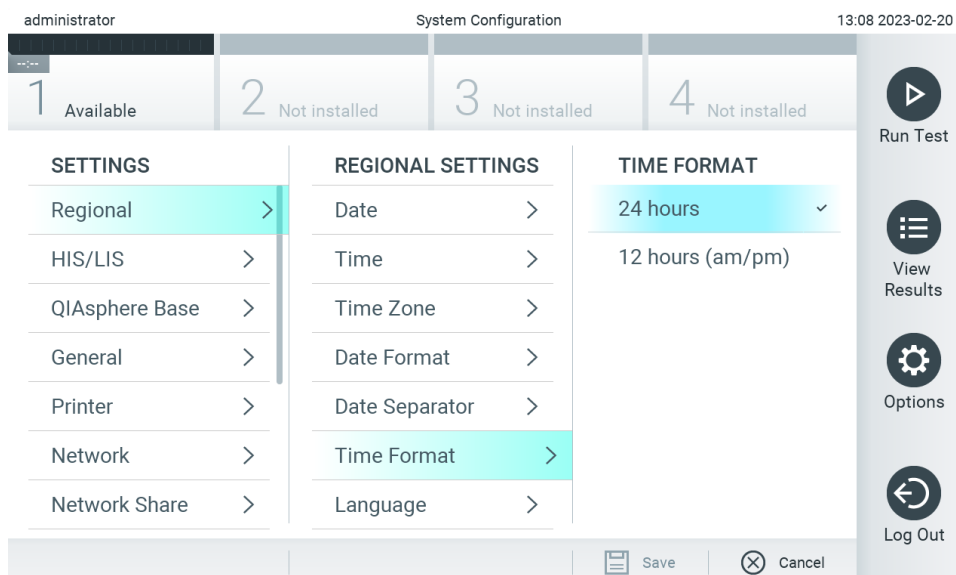 administrator
System Configuration
13:08 2023-02-20
--:--
1 Available
2 Not installed
3 Not installed
4 Not installed
Run Test
View
Results
Options
Log Out
SETTINGS
Regional
HIS/LIS
QIAsphere Base
General
Printer
Network
Network Share
REGIONAL SETTINGS
Date
Time
Time Zone
Date Format
Date Separator
Time Format
Language
TIME FORMAT
24 hours
12 hours (am/pm)
Save
Cancel